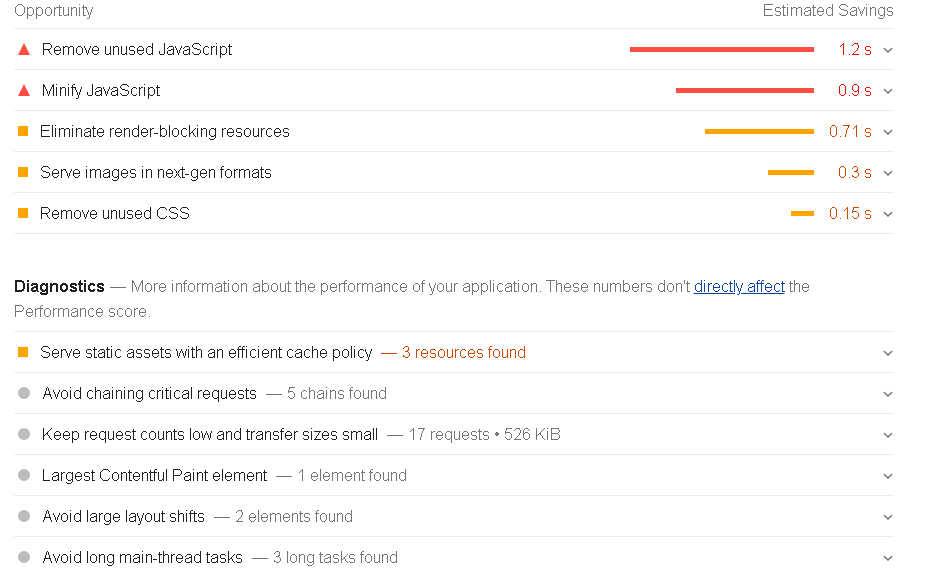 Opportunity Estimated Savings
Remove unused JavaScript 1.2 s
Minify JavaScript 0.9 s
Eliminate render-blocking resources 0.71 s
Serve images in next-gen formats 0.3 s
Remove unused CSS 0.15 s
Diagnostics — More information about the performance of your application. These numbers don't directly affect the
Performance score.
Serve static assets with an efficient cache policy — 3 resources found
Avoid chaining critical requests — 5 chains found
Keep request counts low and transfer sizes small — 17 requests • 526 KiB
Largest Contentful Paint element — 1 element found
Avoid large layout shifts — 2 elements found
Avoid long main-thread tasks — 3 long tasks found